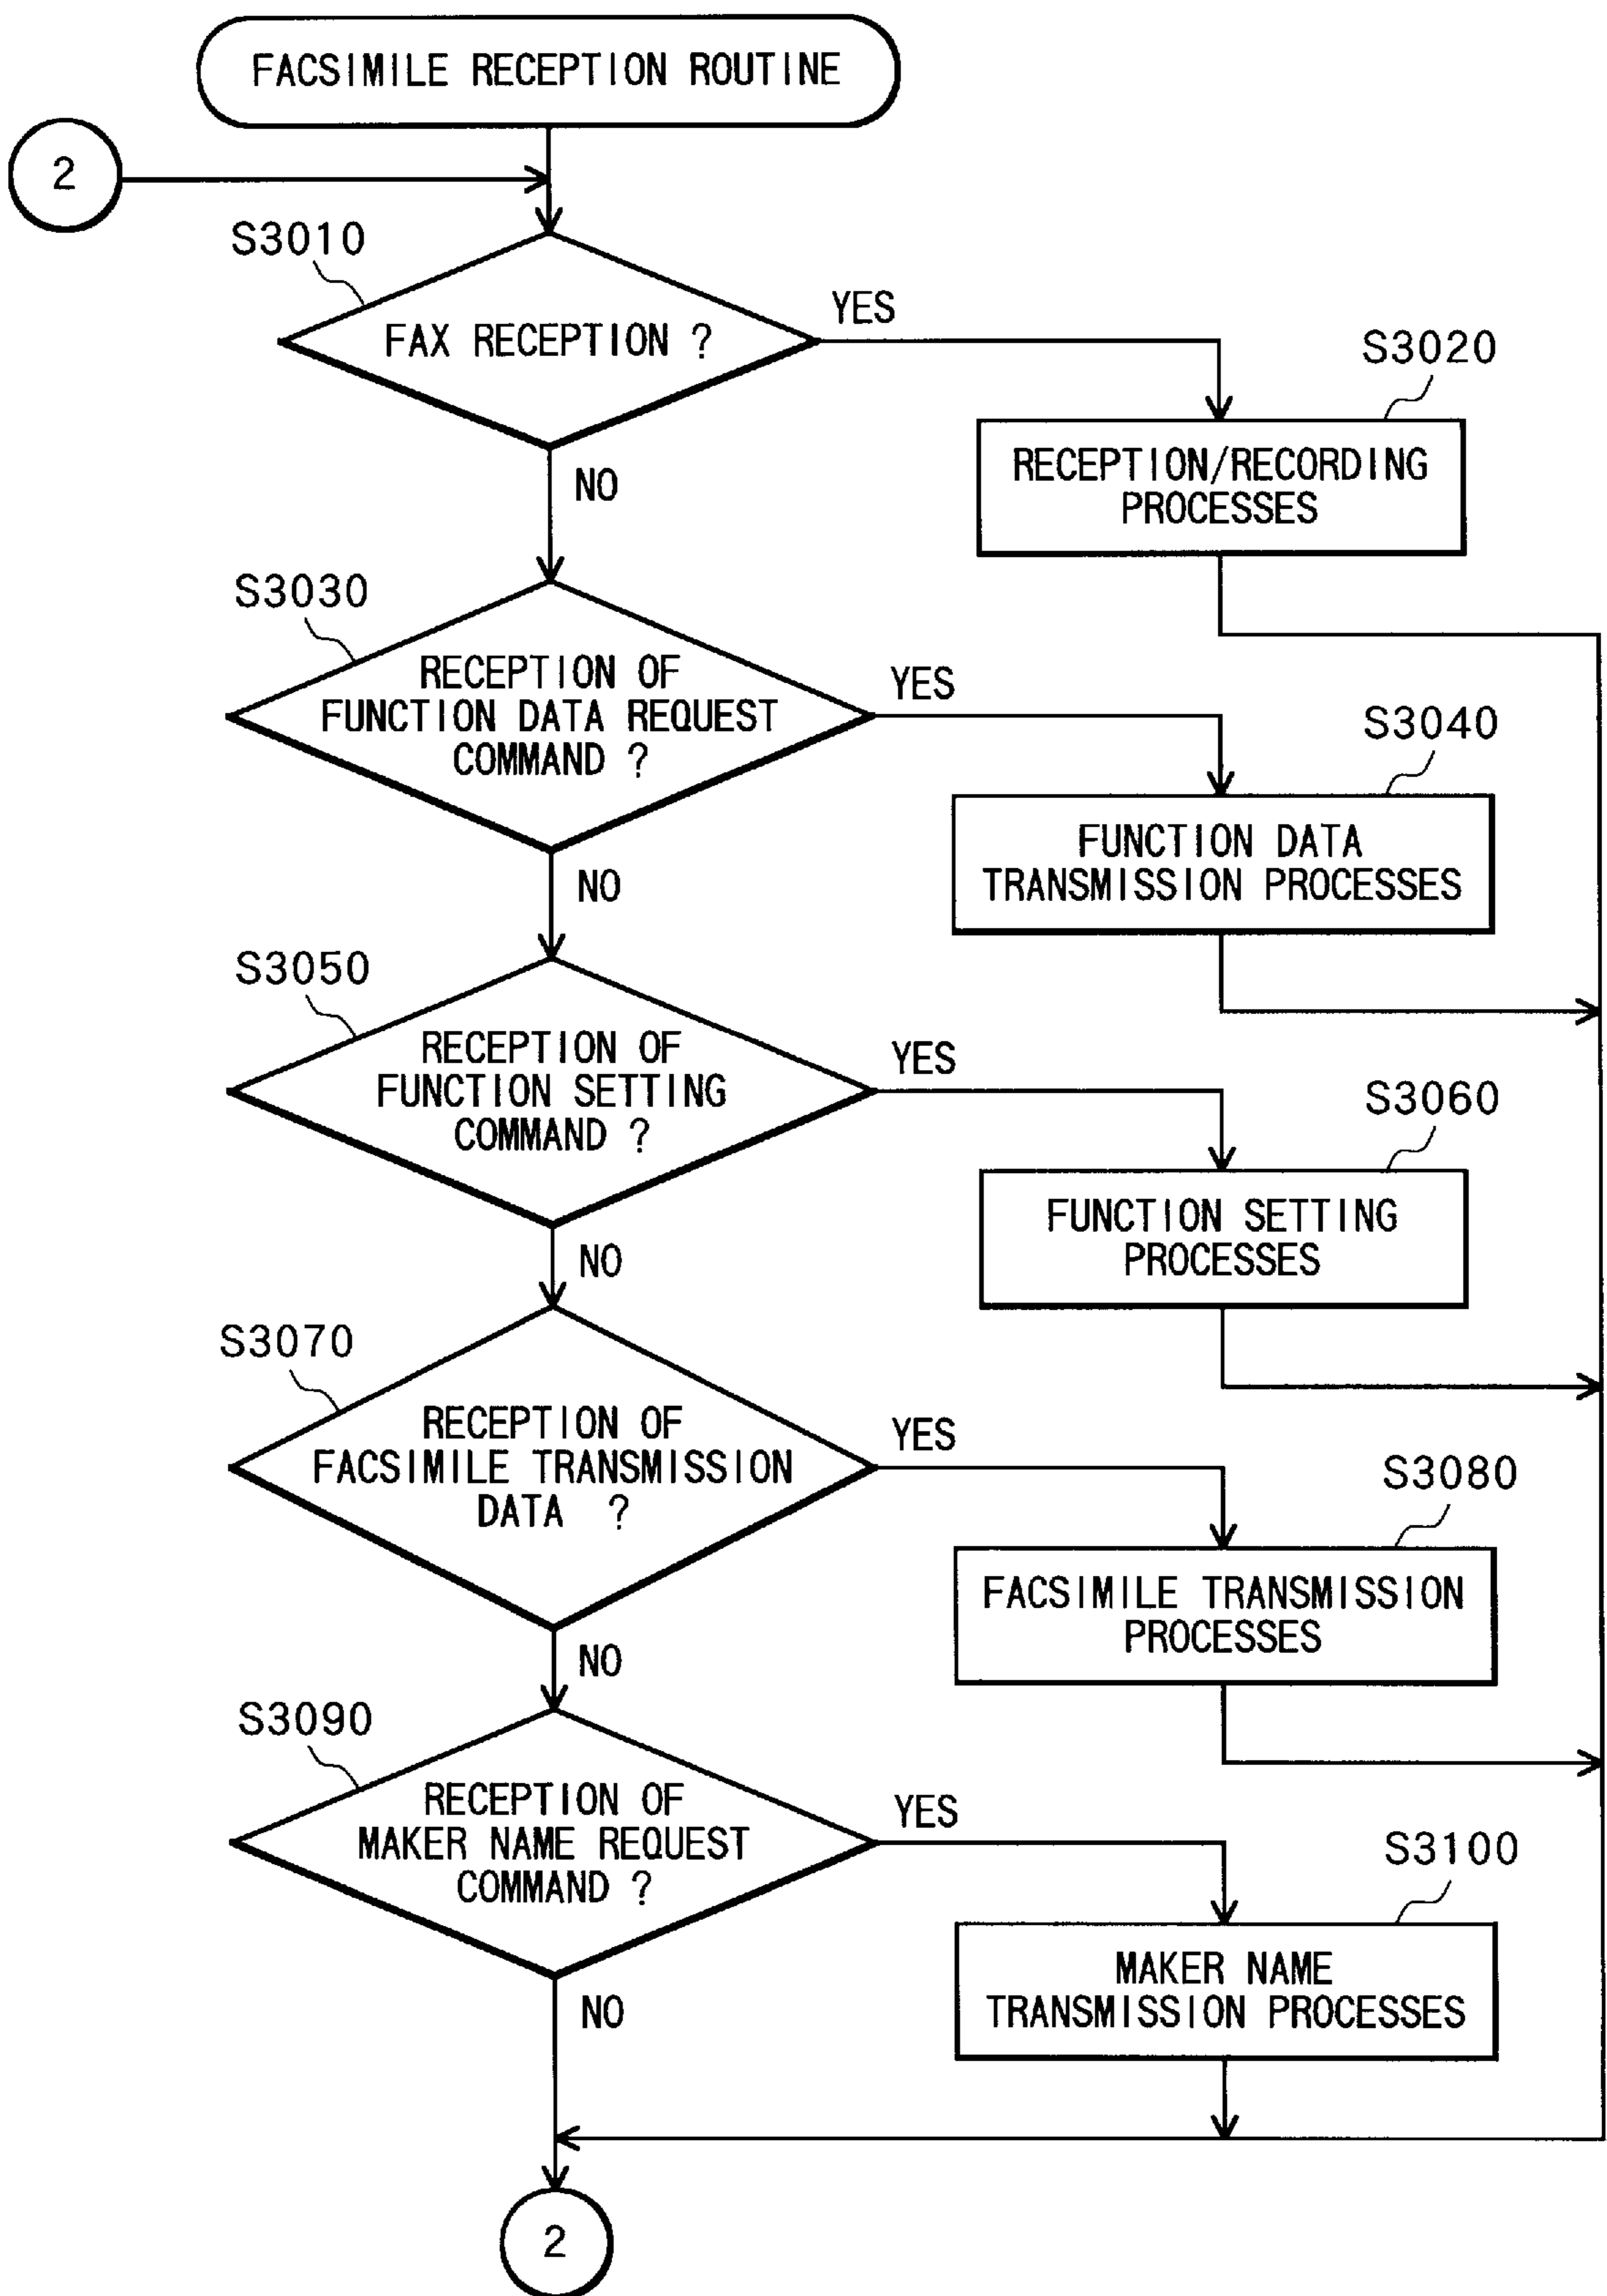 FACSIMILE RECEPTION ROUTINE
2
S3010
FAX RECEPTION ?
YES
NO
S3020
RECEPTION/RECORDING
PROCESSES
S3030
RECEPTION OF
FUNCTION DATA REQUEST
COMMAND ?
YES
NO
S3040
FUNCTION DATA
TRANSMISSION PROCESSES
S3050
RECEPTION OF
FUNCTION SETTING
COMMAND ?
YES
NO
S3060
FUNCTION SETTING
PROCESSES
S3070
RECEPTION OF
FACSIMILE TRANSMISSION
DATA ?
YES
NO
S3080
FACSIMILE TRANSMISSION
PROCESSES
S3090
RECEPTION OF
MAKER NAME REQUEST
COMMAND ?
YES
NO
S3100
MAKER NAME
TRANSMISSION PROCESSES
2